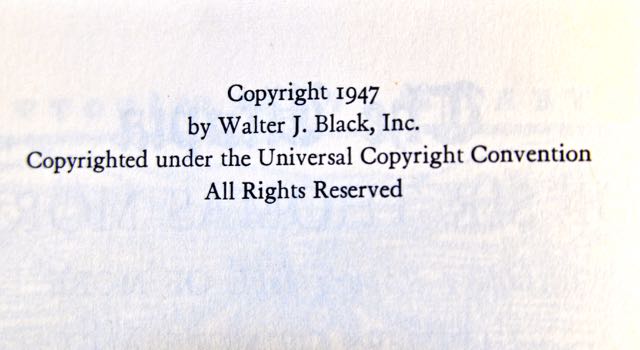 Copyright 1947
by Walter J. Black, Inc.
Copyrighted under the Universal Copyright Convention
All Rights Reserved